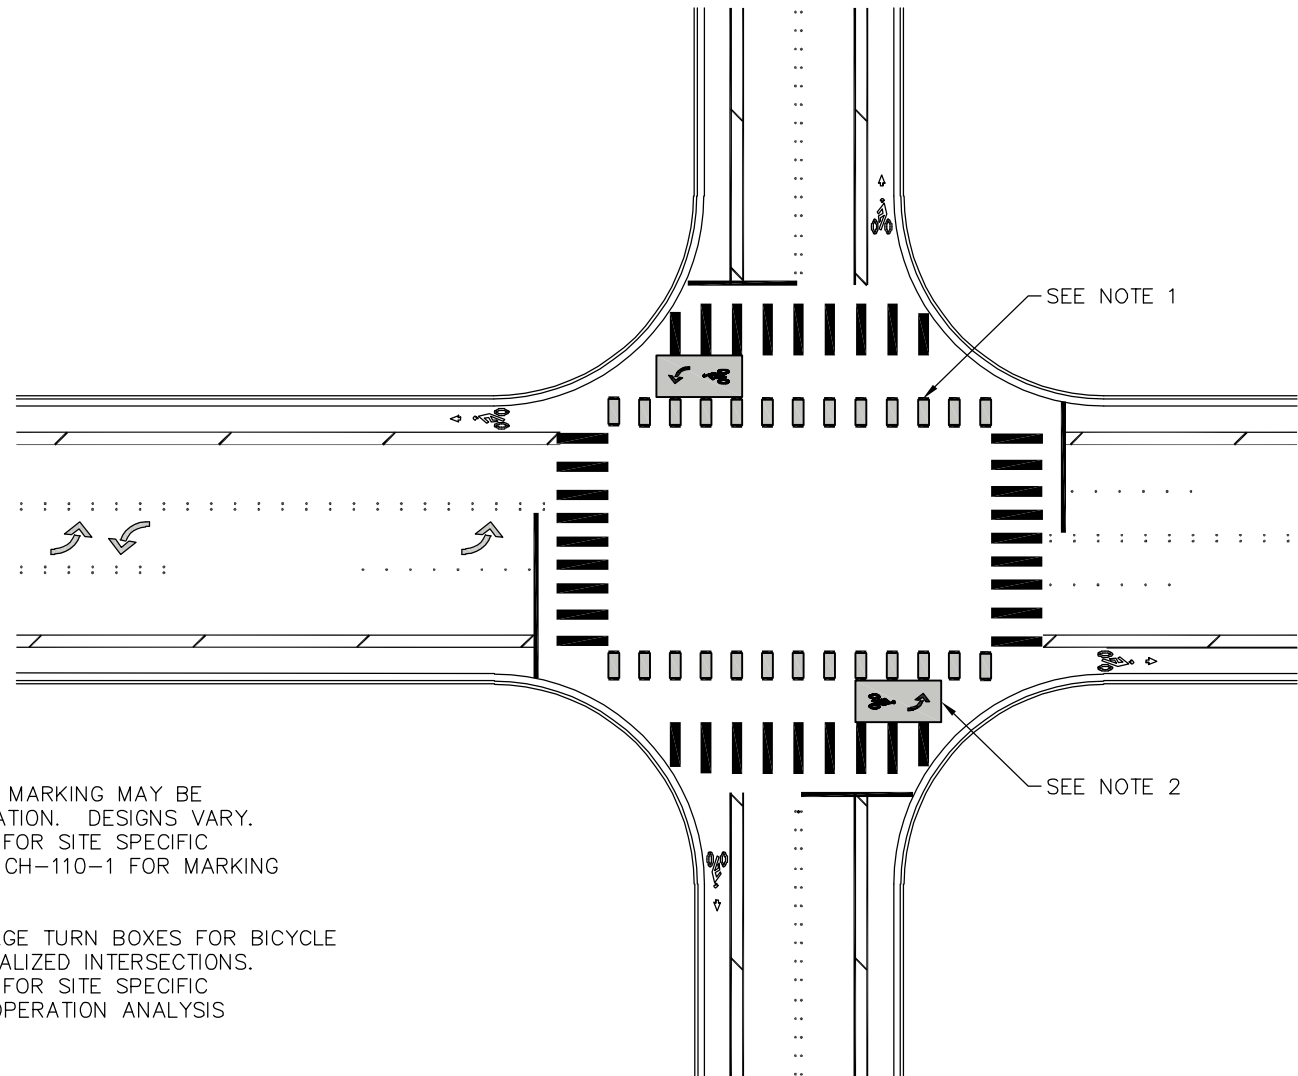 SEE NOTE 1
SEE NOTE 2
MARKING MAY BE
ATION. DESIGNS VARY.
FOR SITE SPECIFIC
CH-110-1 FOR MARKING
GE TURN BOXES FOR BICYCLE
ALIZED INTERSECTIONS.
FOR SITE SPECIFIC
OPERATION ANALYSIS